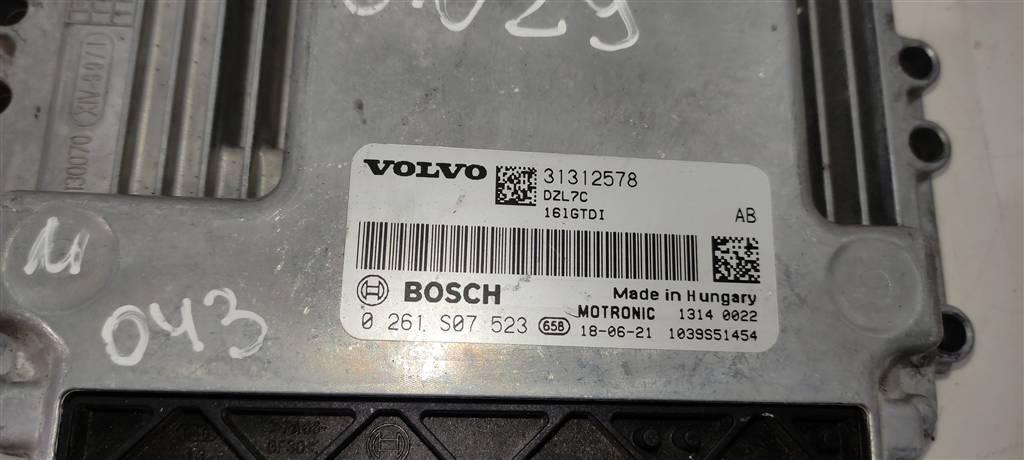 VOLVO 31312578
DZL7C
161GTDI AB
BOSCH Made in Hungary
MOTRONIC 1314 0022
0 261 S07 523 658 18-06-21 1039S51454
043